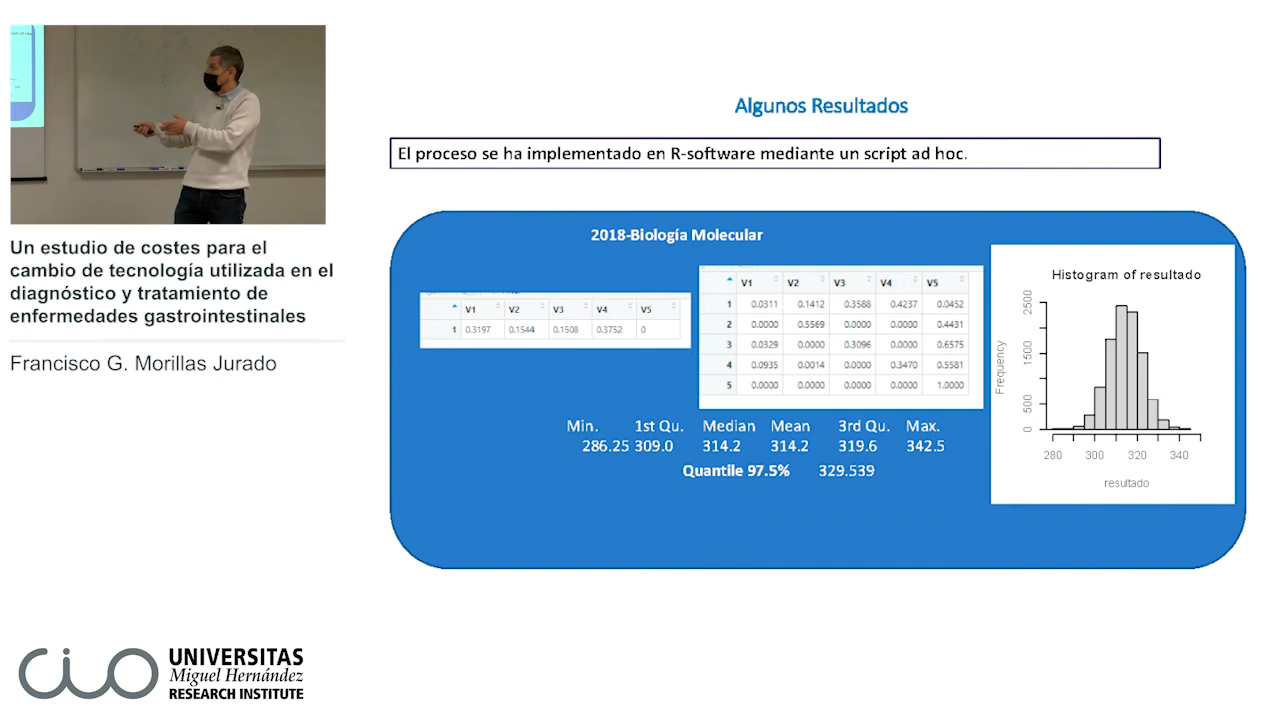 Algunos Resultados
El proceso se ha implementado en R-software mediante un script ad hoc.
Un estudio de costes para el
cambio de tecnología utilizada en el
diagnóstico y tratamiento de
enfermedades gastrointestinales
Francisco G. Morillas Jurado
2018-Biología Molecular
V1 V2 V3 V4 V5
1 0.3197 0.1544 0.1508 0.3752 0
V1 V2 V3 V4 V5
1 0.0311 0.1412 0.3588 0.4237 0.0452
2 0.0000 0.5569 0.0000 0.0000 0.4431
3 0.0329 0.0000 0.3096 0.0000 0.6575
4 0.0935 0.0014 0.0000 0.3470 0.5581
5 0.0000 0.0000 0.0000 0.0000 1.0000
Min. 1st Qu. Median Mean 3rd Qu. Max.
286.25 309.0 314.2 314.2 319.6 342.5
Quantile 97.5% 329.539
Histogram of resultado
Frequency
2500
1500
500
0
280 300 320 340
resultado
CIO UNIVERSITAS
Miguel Hernández
RESEARCH INSTITUTE